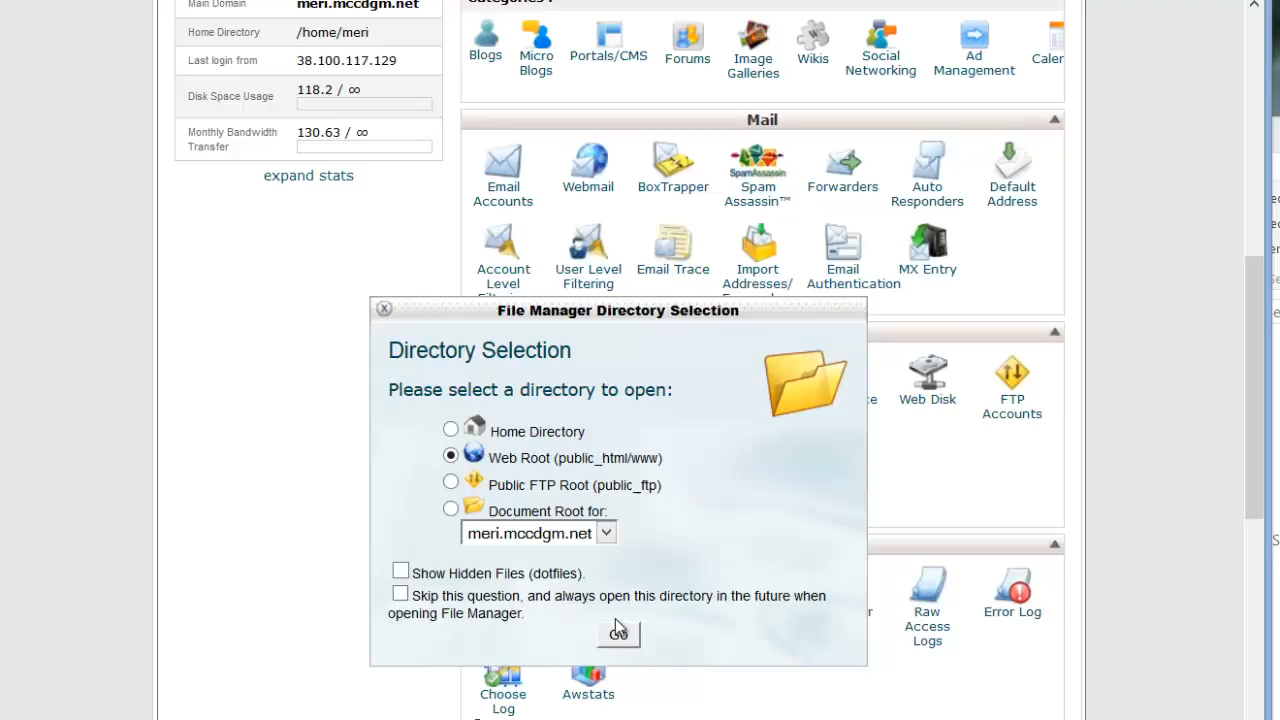 Main Domain
meri.mccdgm.net
Home Directory
/home/meri
Last login from
38.100.117.129
Disk Space Usage
118.2 / ∞
Monthly Bandwidth
Transfer
130.63 / ∞
expand stats
Blogs
Micro
Blogs
Portals/CMS
Forums
Image
Galleries
Wikis
Social
Networking
Ad
Management
Mail
Email
Accounts
Webmail
BoxTrapper
Spam
Assassin™
Forwarders
Auto
Responders
Default
Address
Account
Level
User Level
Filtering
Email Trace
Import
Addresses/
Email
Authentication
MX Entry
File Manager Directory Selection
Directory Selection
Please select a directory to open:
Home Directory
Web Root (public_html/www)
Public FTP Root (public_ftp)
Document Root for:
meri.mccdgm.net
Show Hidden Files (dotfiles).
Skip this question, and always open this directory in the future when
opening File Manager.
Go
Web Disk
FTP
Accounts
Raw
Access
Logs
Error Log
Choose
Log
Awstats